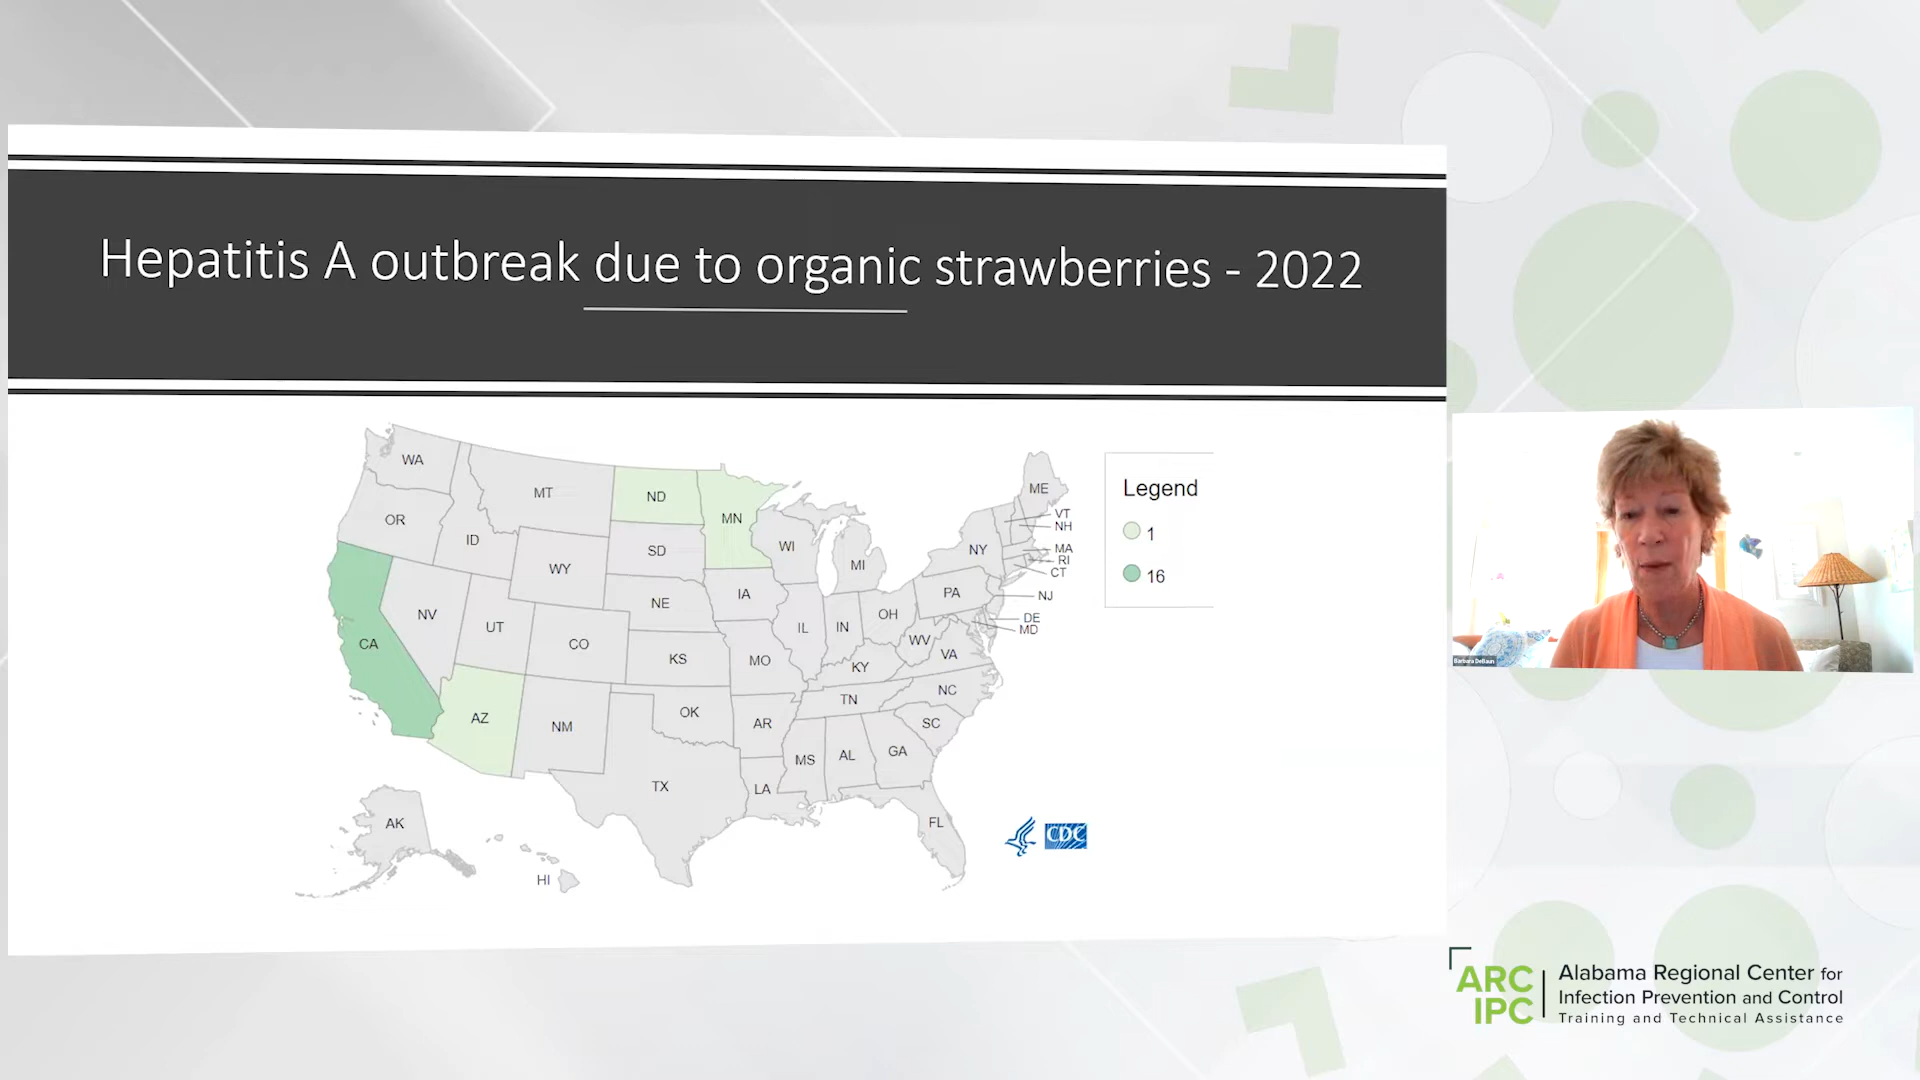 Hepatitis A outbreak due to organic strawberries - 2022
WA
MT
ND
MN
OR
ID
WY
SD
WI
MI
NY
ME
VT
NH
MA
RI
CT
NJ
DE
MD
PA
NV
UT
CO
NE
IA
IL
IN
OH
WV
VA
CA
KS
MO
KY
NC
AZ
NM
OK
AR
TN
SC
TX
LA
MS
AL
GA
FL
AK
HI
Legend
1
16
CDC
Barbara DeBaun
ARC
IPC
Alabama Regional Center for
Infection Prevention and Control
Training and Technical Assistance